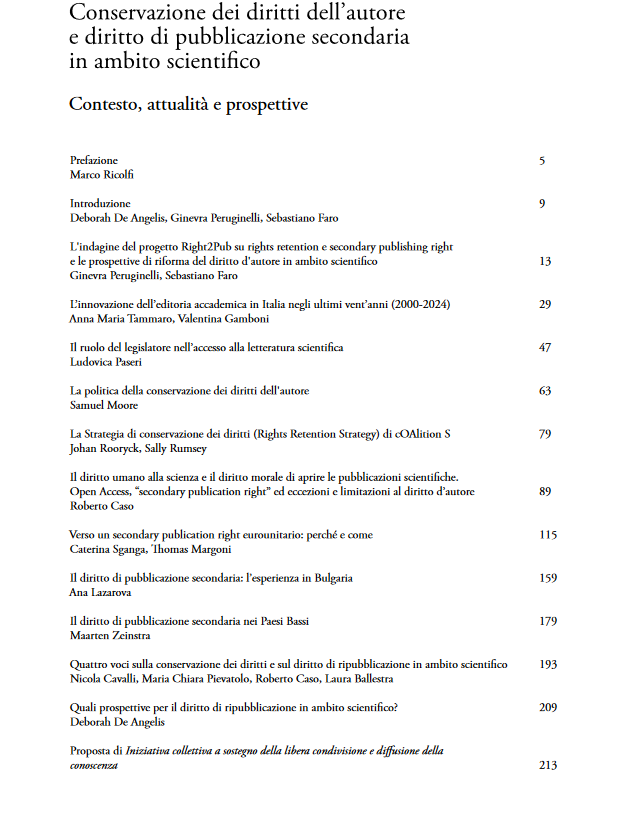 Conservazione dei diritti dell’autore
e diritto di pubblicazione secondaria
in ambito scientifico
Contesto, attualità e prospettive
Prefazione 5
Marco Ricolfi
Introduzione 9
Deborah De Angelis, Ginevra Peruginelli, Sebastiano Faro
L'indagine del progetto Right2Pub su rights retention e secondary publishing right
e le prospettive di riforma del diritto d'autore in ambito scientifico 13
Ginevra Peruginelli, Sebastiano Faro
L’innovazione dell’editoria accademica in Italia negli ultimi vent’anni (2000-2024) 29
Anna Maria Tammaro, Valentina Gamboni
Il ruolo del legislatore nell’accesso alla letteratura scientifica 47
Ludovica Paseri
La politica della conservazione dei diritti dell'autore 63
Samuel Moore
La Strategia di conservazione dei diritti (Rights Retention Strategy) di cOAlition S 79
Johan Rooryck, Sally Rumsey
Il diritto umano alla scienza e il diritto morale di aprire le pubblicazioni scientifiche.
Open Access, “secondary publication right” ed eccezioni e limitazioni al diritto d’autore 89
Roberto Caso
Verso un secondary publication right eurounitario: perché e come 115
Caterina Sganga, Thomas Margoni
Il diritto di pubblicazione secondaria: l’esperienza in Bulgaria 159
Ana Lazarova
Il diritto di pubblicazione secondaria nei Paesi Bassi 179
Maarten Zeinstra
Quattro voci sulla conservazione dei diritti e sul diritto di ripubblicazione in ambito scientifico 193
Nicola Cavalli, Maria Chiara Pievatolo, Roberto Caso, Laura Ballestra
Quali prospettive per il diritto di ripubblicazione in ambito scientifico? 209
Deborah De Angelis
Proposta di Iniziativa collettiva a sostegno della libera condivisione e diffusione della
conoscenza 213